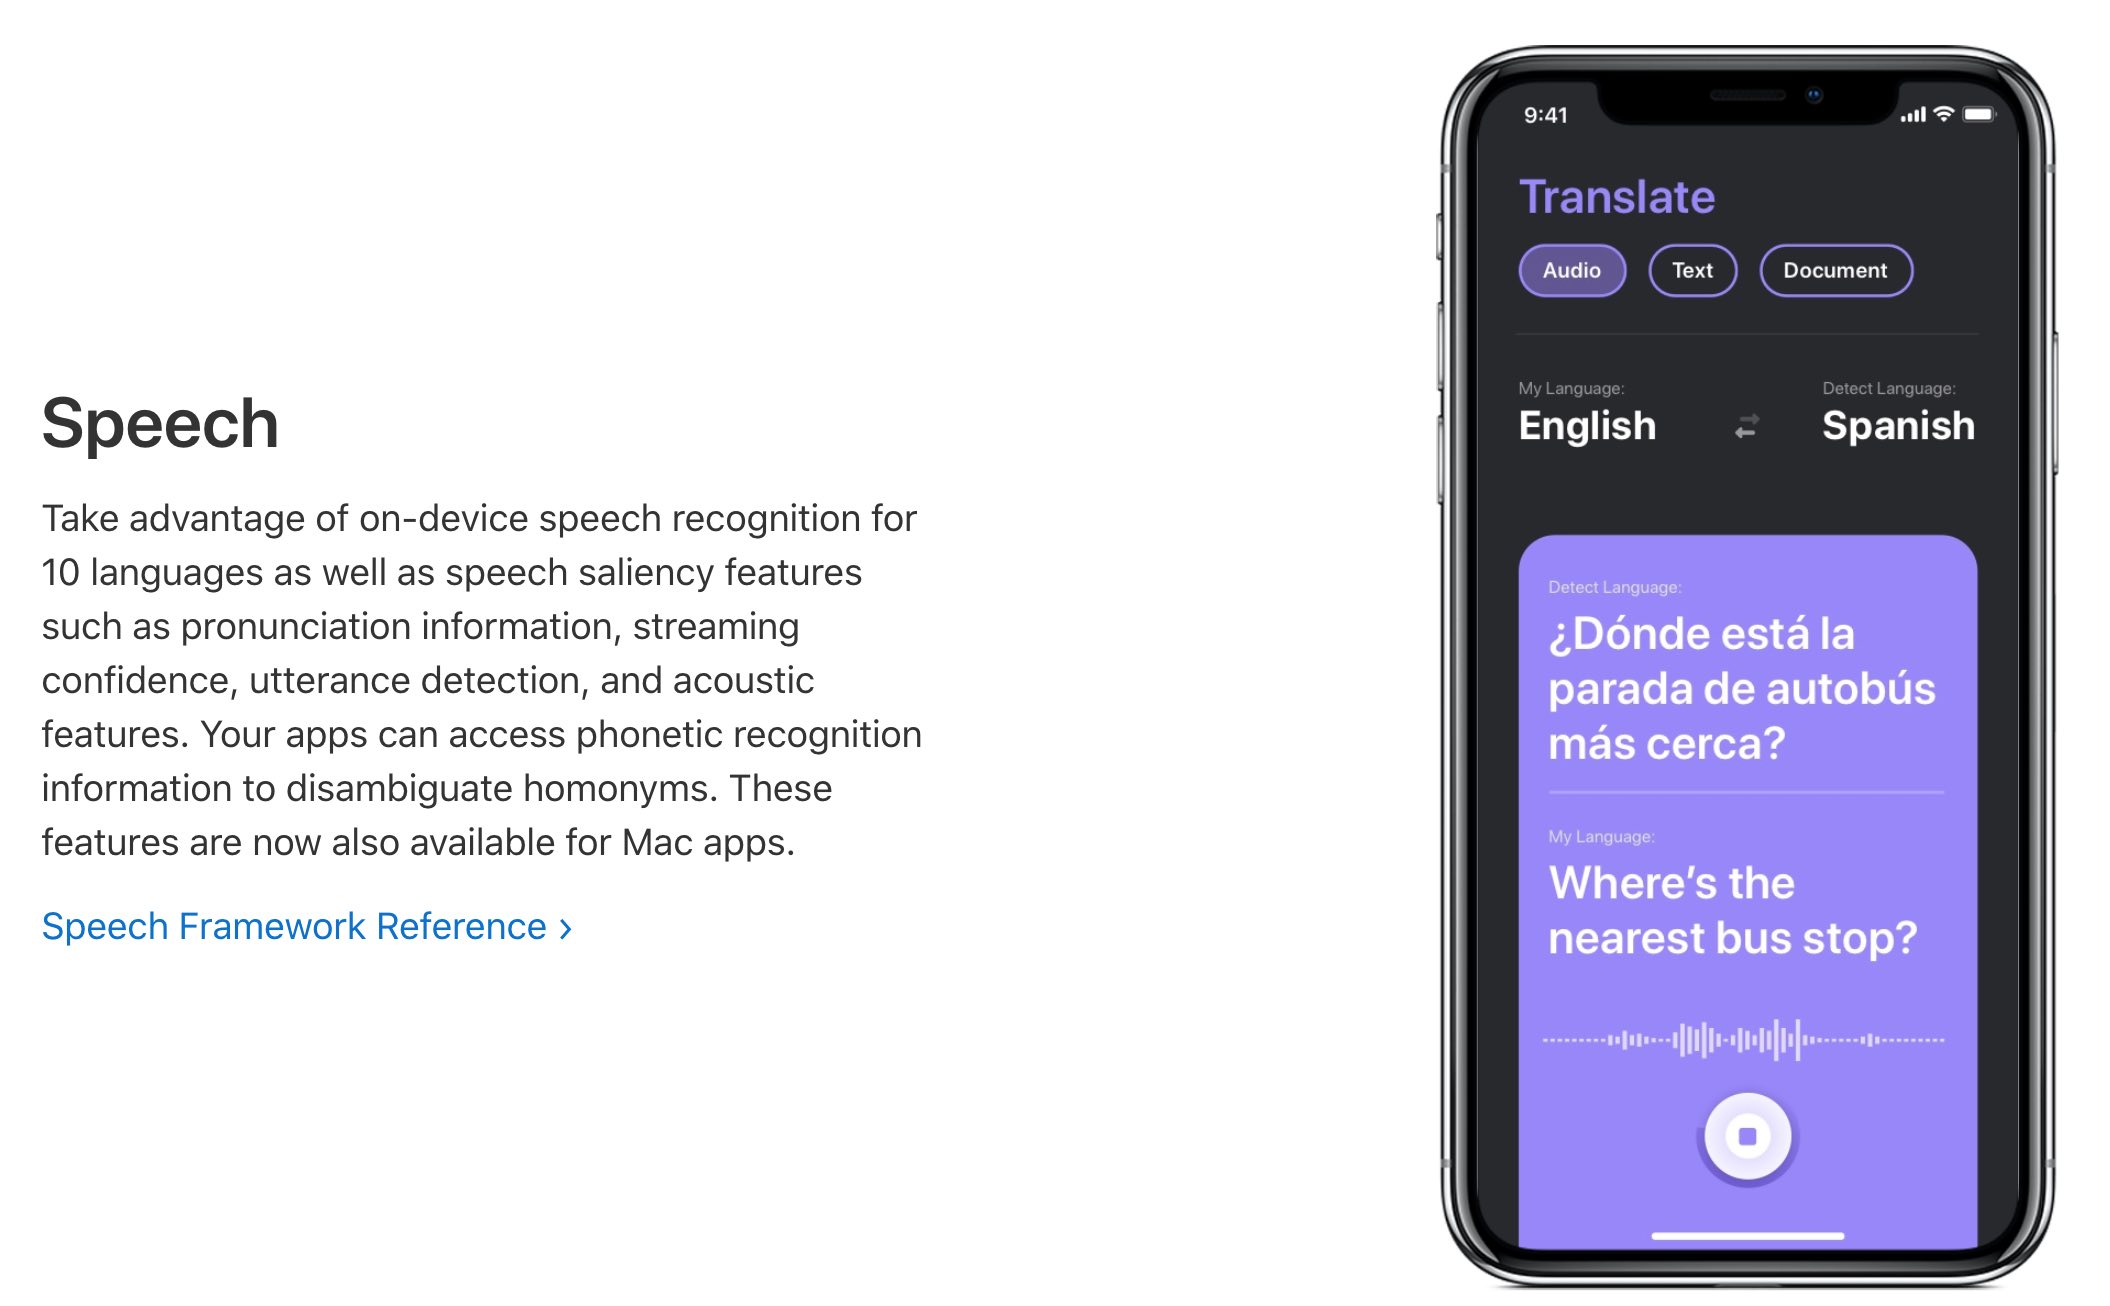 Speech
Take advantage of on-device speech recognition for
10 languages as well as speech saliency features
such as pronunciation information, streaming
confidence, utterance detection, and acoustic
features. Your apps can access phonetic recognition
information to disambiguate homonyms. These
features are now also available for Mac apps.
Speech Framework Reference ›
9:41
Translate
Audio Text Document
My Language: Detect Language:
English Spanish
Detect Language:
¿Dónde está la
parada de autobús
más cerca?
My Language:
Where’s the
nearest bus stop?